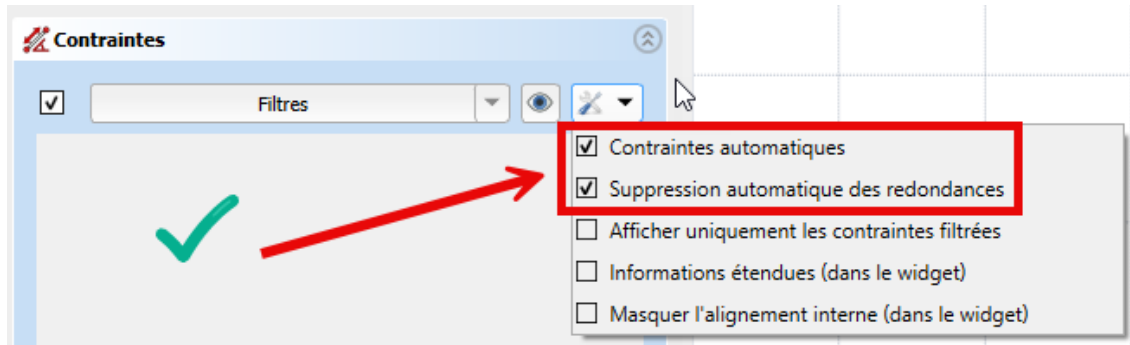 Contraintes
Filtres
Contraintes automatiques
Suppression automatique des redondances
Afficher uniquement les contraintes filtrées
Informations étendues (dans le widget)
Masquer l'alignement interne (dans le widget)